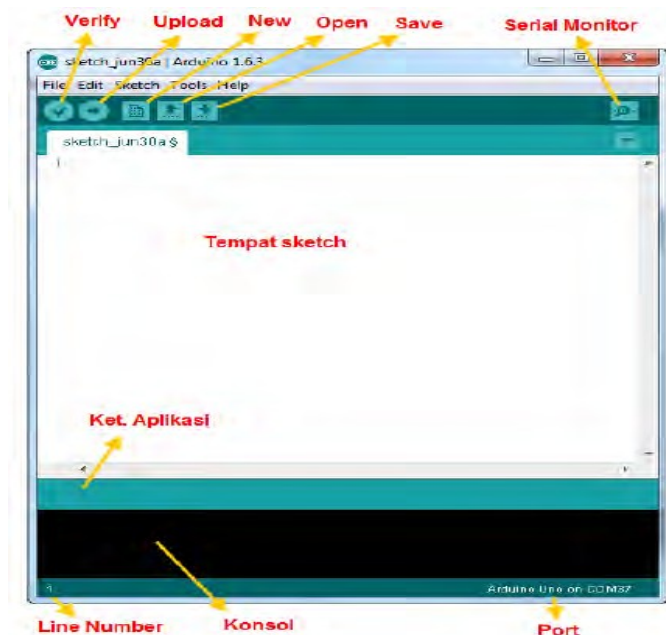 Verify Upload New Open Save Serial Monitor
sketch_jun30a | Arduino 1.6.3
File Edit Sketch Tools Help
sketch_jun30a §
Tempat sketch
Ket. Aplikasi
1 Arduino Uno on COM37
Line Number Konsol Port